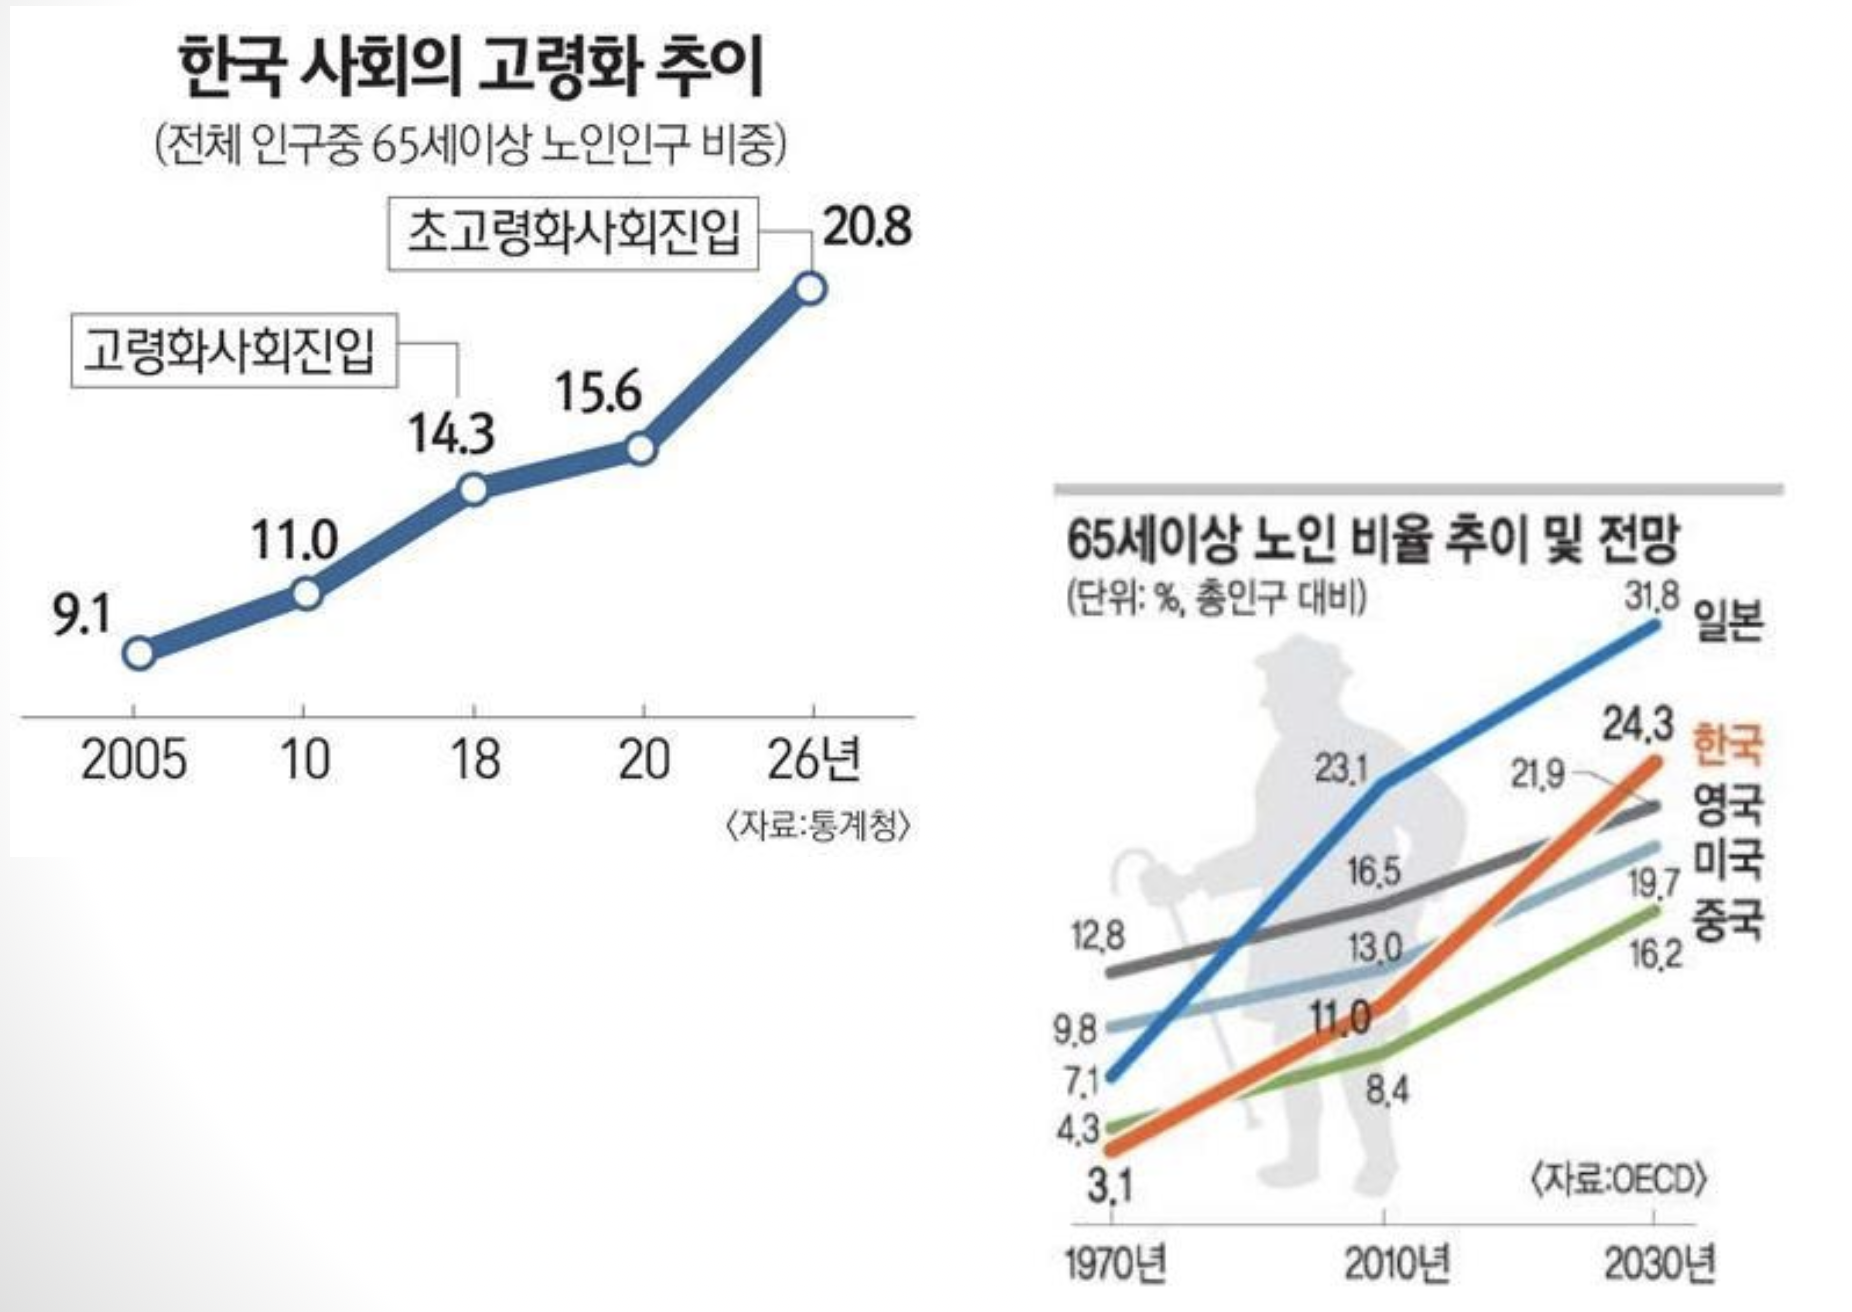 한국 사회의 고령화 추이
(전체 인구중 65세이상 노인인구 비중)
초고령화사회진입
20.8
고령화사회진입
15.6
14.3
11.0
9.1
2005 10 18 20 26년
〈자료:통계청〉
65세이상 노인 비율 추이 및 전망
(단위: %, 총인구 대비)
31.8 일본
24.3 한국
23.1
21.9 영국
16.5
미국
19.7
12.8
13.0
중국
16.2
11.0
9.8
7.1
8.4
4.3
3.1
〈자료:OECD〉
1970년 2010년 2030년